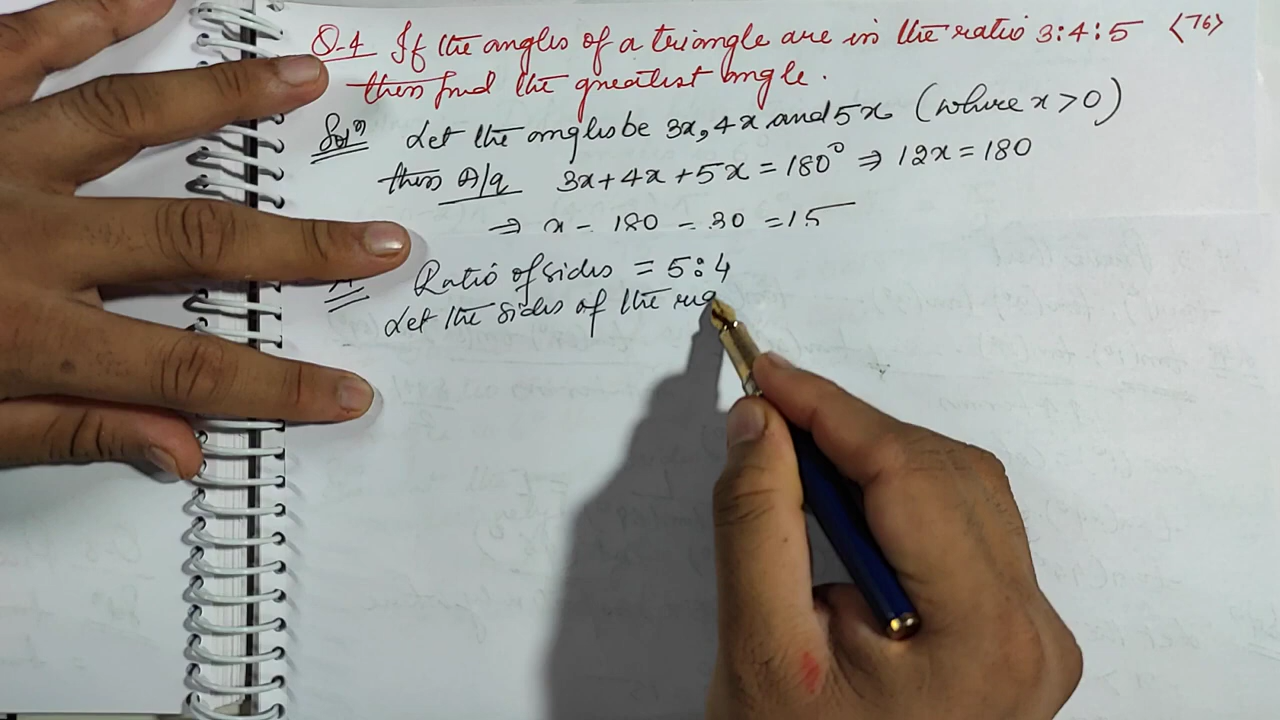 Q-4 If the angles of a triangle are in the ratio 3:4:5 <76>
then find the greatest angle.
Solⁿ Let the angles be 3x, 4x and 5x (where x > 0)
then A/q 3x + 4x + 5x = 180° ⇒ 12x = 180
⇒ x - 180 - 30 = 15
Ratio of sides = 5:4
Let the sides of the reg